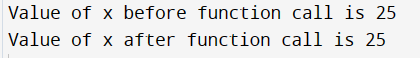 Value of x before function call is 25
Value of x after function call is 25